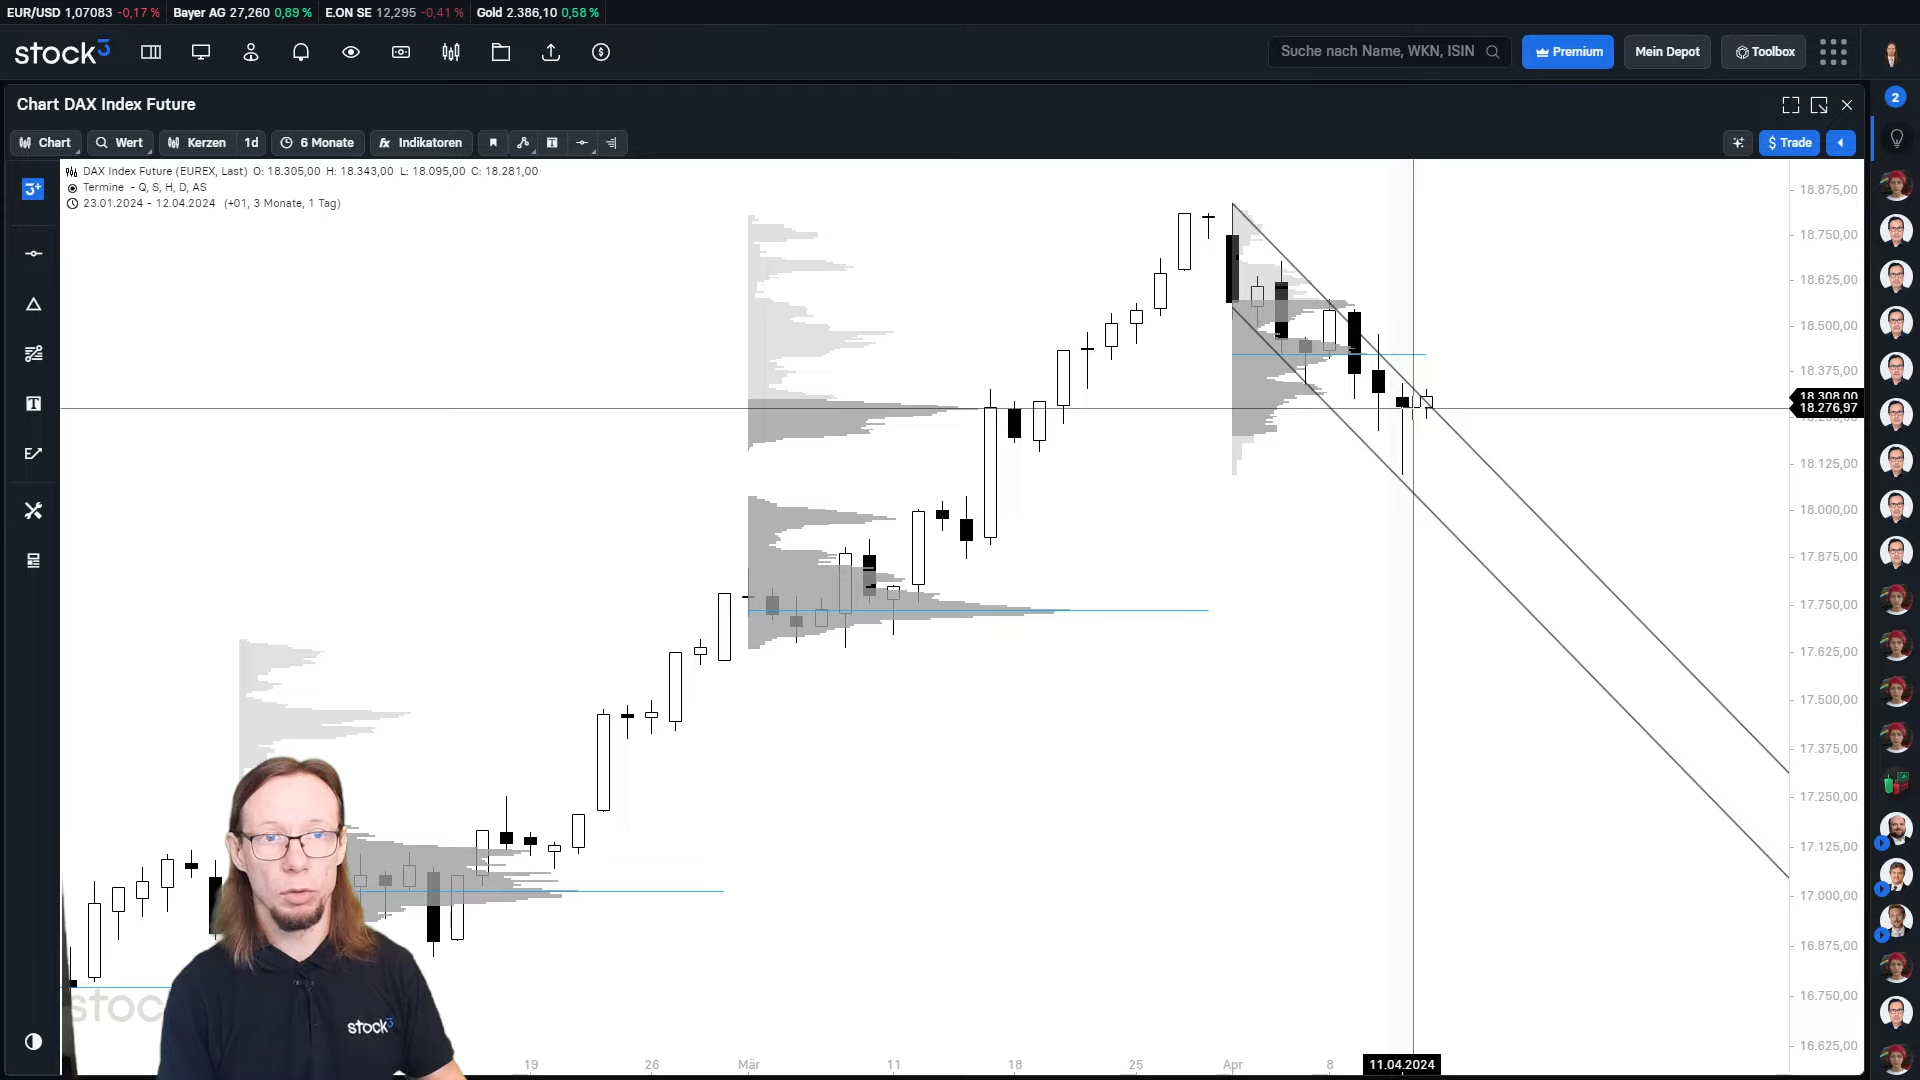 EUR/USD 1,07083 -0,17 % Bayer AG 27,260 0,89 % E.ON SE 12,295 -0,41 % Gold 2.386,10 0,58 %
stock3 Suche nach Name, WKN, ISIN Premium Mein Depot Toolbox
Chart DAX Index Future
2
Chart Wert Kerzen 1d 6 Monate fx Indikatoren $ Trade
DAX Index Future (EUREX, Last) O: 18.305,00 H: 18.343,00 L: 18.095,00 C: 18.281,00
Termine - Q, S, H, D, AS
23.01.2024 - 12.04.2024 (+01, 3 Monate, 1 Tag)
3+
18.875,00
18.750,00
18.625,00
18.500,00
18.375,00
18.308,00
18.276,97
18.125,00
18.000,00
17.875,00
17.750,00
17.625,00
17.500,00
17.375,00
17.250,00
17.125,00
17.000,00
16.875,00
16.750,00
16.625,00
stoc
stock3
19 26 Mär 11 18 25 Apr 8 11.04.2024